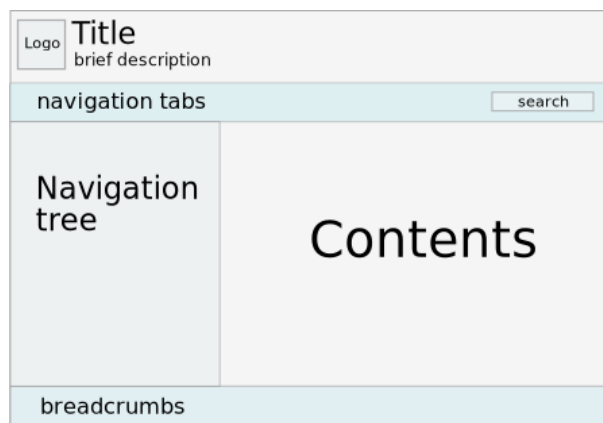 Logo
Title
brief description
navigation tabs
search
Navigation
tree
Contents
breadcrumbs